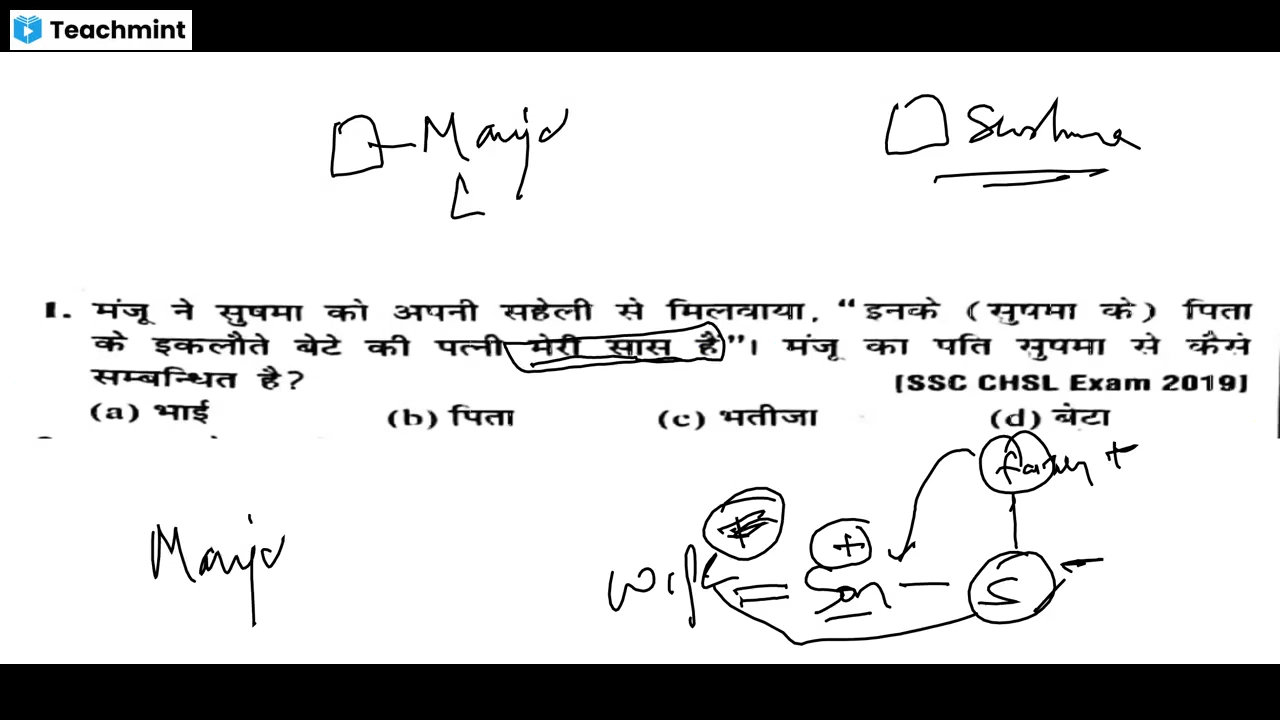 Teachmint
Manju
L
Sushma
1. मंजू ने सुषमा को अपनी सहेली से मिलवाया, “इनके (सुषमा के) पिता
के इकलौते बेटे की पत्नी मेरी सास है”। मंजू का पति सुषमा से कैसे
सम्बन्धित है? [SSC CHSL Exam 2019]
(a) भाई (b) पिता (c) भतीजा (d) बेटा
father +
Manju
wife = Son — S –
+